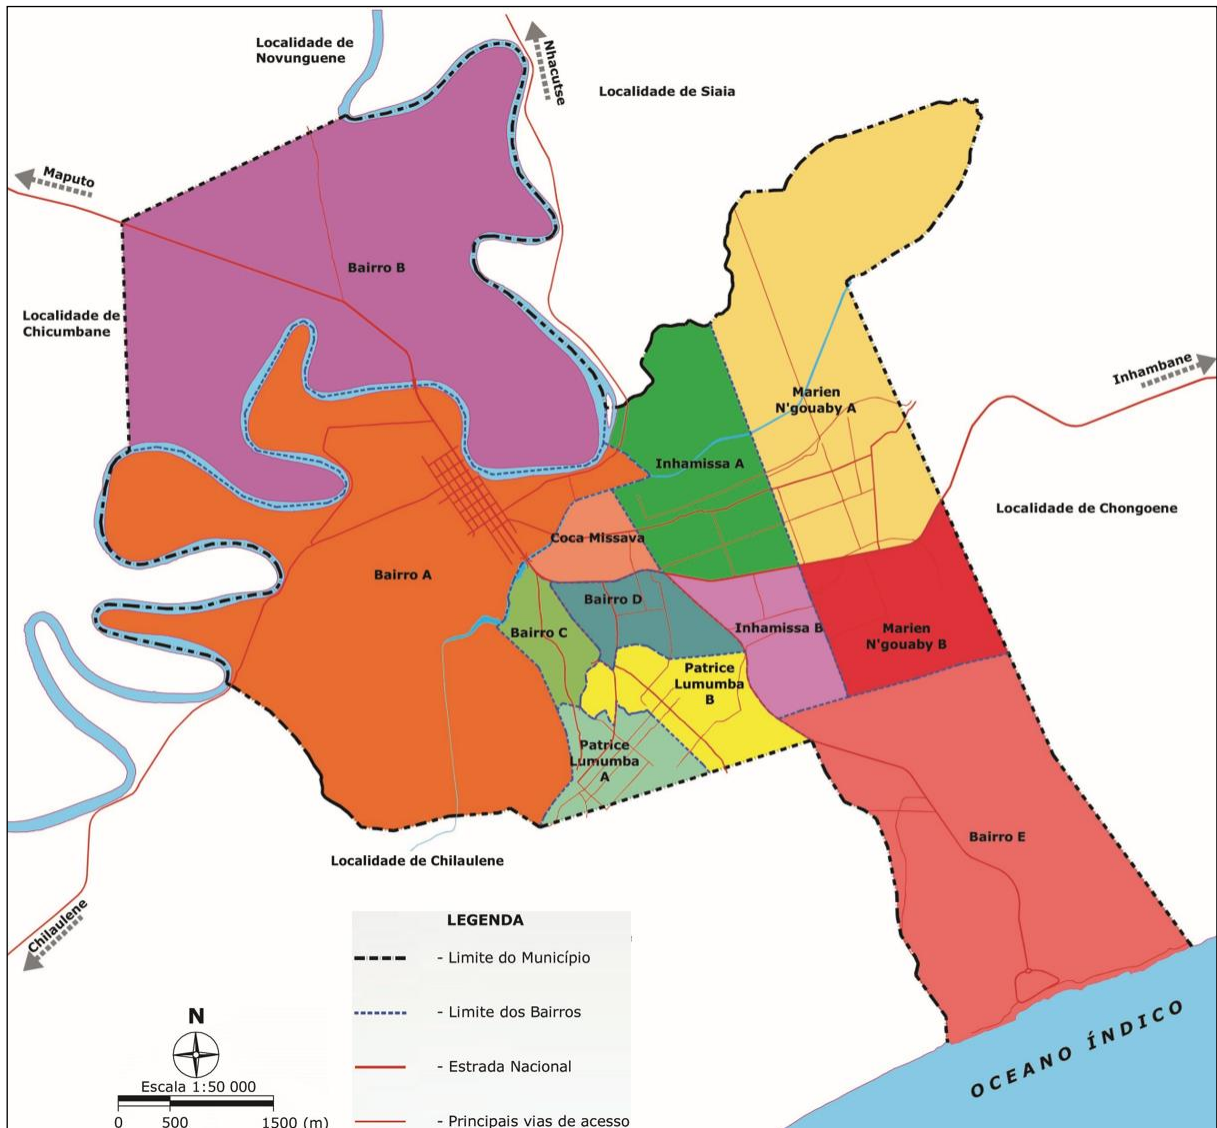 Localidade de
Novunguene
Nhacutse
Localidade de Siaia
Maputo
Bairro B
Localidade de
Chicumbane
Inhambane
Marien
N'gouaby A
Inhamissa A
Localidade de Chongoene
Coca Missava
Bairro A
Bairro D
Bairro C
Inhamissa B
Marien
N'gouaby B
Patrice
Lumumba
B
Patrice
Lumumba
A
Bairro E
Localidade de Chilaulene
Chilaulene
LEGENDA
- Limite do Município
- Limite dos Bairros
- Estrada Nacional
- Principais vias de acesso
N
Escala 1:50 000
0 500 1500 (m)
OCEANO ÍNDICO